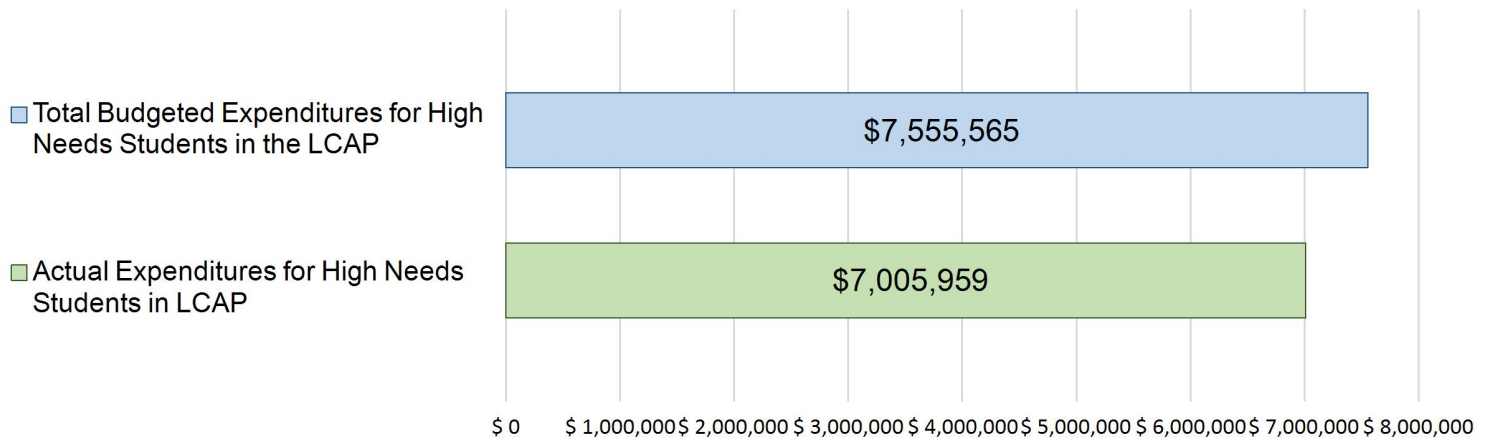 Total Budgeted Expenditures for High
Needs Students in the LCAP
$7,555,565
Actual Expenditures for High Needs
Students in LCAP
$7,005,959
$ 0 $ 1,000,000 $ 2,000,000 $ 3,000,000 $ 4,000,000 $ 5,000,000 $ 6,000,000 $ 7,000,000 $ 8,000,000